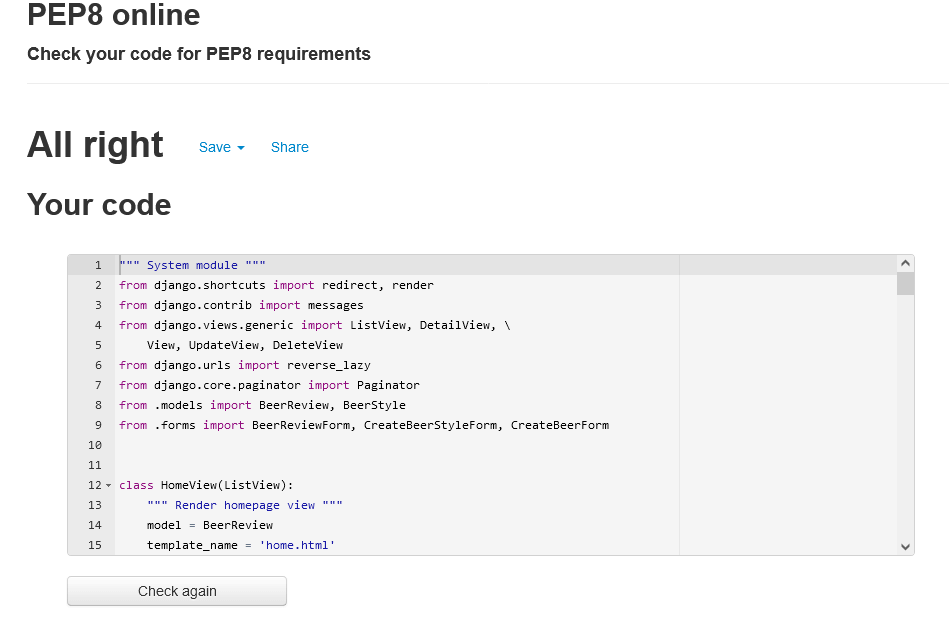 PEP8 online
Check your code for PEP8 requirements
All right Save Share
Your code
1 """ System module """
2 from django.shortcuts import redirect, render
3 from django.contrib import messages
4 from django.views.generic import ListView, DetailView, \
5     View, UpdateView, DeleteView
6 from django.urls import reverse_lazy
7 from django.core.paginator import Paginator
8 from .models import BeerReview, BeerStyle
9 from .forms import BeerReviewForm, CreateBeerStyleForm, CreateBeerForm
10
11
12 class HomeView(ListView):
13     """ Render homepage view """
14     model = BeerReview
15     template_name = 'home.html'
Check again